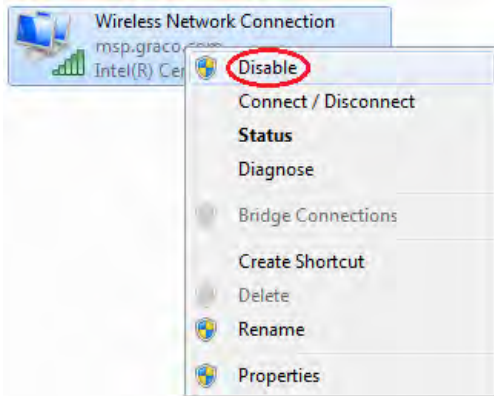 Wireless Network Connection
msp.graco.com
Intel(R) Cer
Disable
Connect / Disconnect
Status
Diagnose
Bridge Connections
Create Shortcut
Delete
Rename
Properties